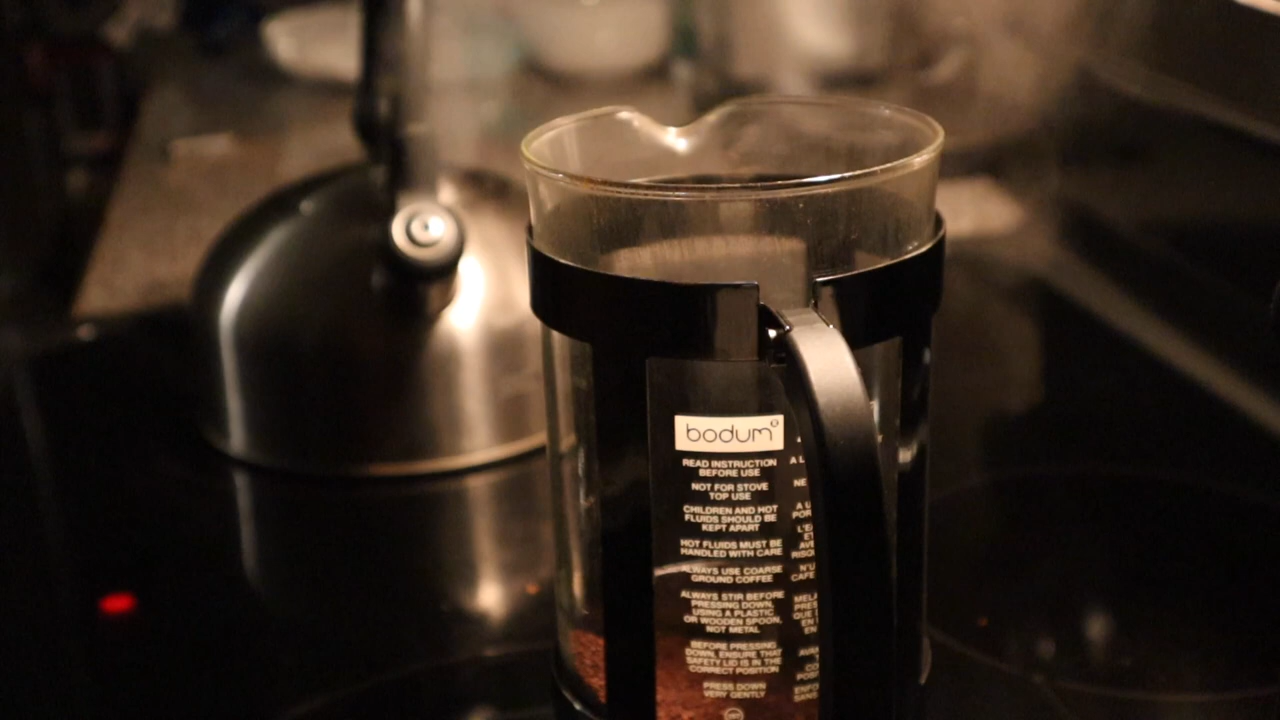 bodum
READ INSTRUCTION
BEFORE USE
NOT FOR STOVE
TOP USE
CHILDREN AND HOT
FLUIDS SHOULD BE
KEPT APART
HOT FLUIDS MUST BE
HANDLED WITH CARE
ALWAYS USE COARSE
GROUND COFFEE
ALWAYS STIR BEFORE
PRESSING DOWN,
USING A PLASTIC
OR WOODEN SPOON,
NOT METAL
BEFORE PRESSING
DOWN, ENSURE THAT
SAFETY LID IS IN THE
CORRECT POSITION
PRESS DOWN
VERY GENTLY